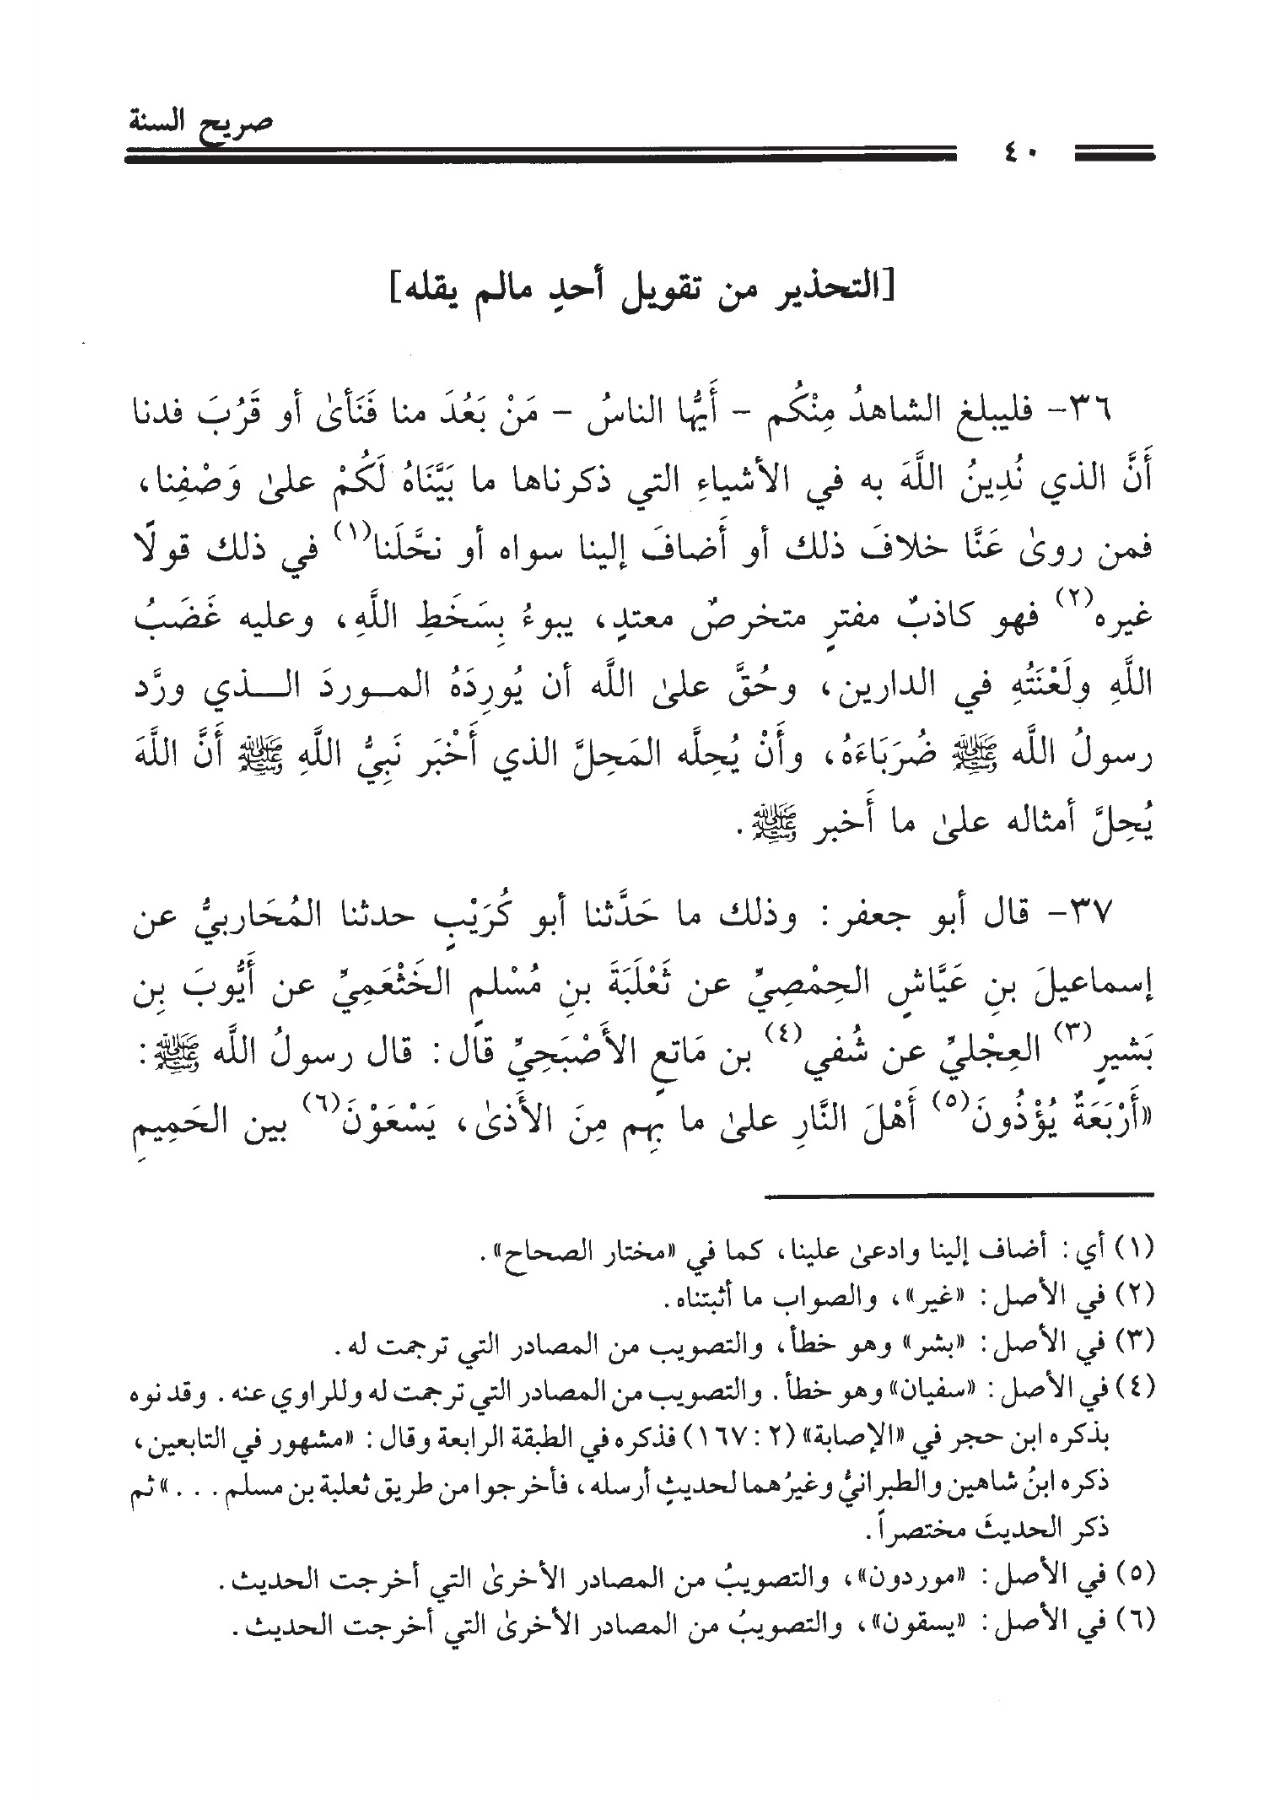 صريح السنة
٤٠
[التحذير من تقويل أحدٍ مالم يقله]
٣٦- فليبلغ الشاهدُ مِنْكُم - أَيُّها الناسُ - مَنْ بَعُدَ منا فَنَأىٰ أو قَرُبَ فدنا
أَنَّ الذي نُدِينُ اللَّهَ به في الأشياءِ التي ذكرناها ما بَيَّنَاهُ لَكُمْ علىٰ وَصْفِنا،
فمن روىٰ عَنَّا خلافَ ذلك أو أَضافَ إلينا سواه أو نحَّلَنا(١) في ذلك قولًا
غيره(٢) فهو كاذبٌ مفترٍ متخرصٌ معتدٍ، يبوءُ بِسَخَطِ اللَّهِ، وعليه غَضَبُ
اللَّهِ ولَعْنَتُهِ في الدارين، وحُقَّ علىٰ اللَّه أن يُورِدَهُ المـوردَ الـذي ورَّد
رسولُ اللَّه ﷺ ضُرَبَاءَهُ، وأَنْ يُحِلَّه المَحِلَّ الذي أَخْبَر نَبِيُّ اللَّهِ ﷺ أَنَّ اللَّهَ
يُحِلَّ أمثاله علىٰ ما أَخبر ﷺ.
٣٧- قال أبو جعفر: وذلك ما حَدَّثنا أبو كُرَيْبٍ حدثنا المُحَاربيُّ عن
إسماعيلَ بنِ عَيَّاشٍ الحِمْصِيِّ عن ثَعْلَبَةَ بنِ مُسْلمٍ الخَثْعَمِيِّ عن أَيُّوبَ بِن
بَشيرٍ(٣) العِجْليِّ عن شُفي(٤) بن مَاتعٍ الأَصْبَحِيِّ قال: قال رسولُ اللَّه ﷺ:
«أَرْبَعَةٌ يُؤْذُونَ(٥) أَهْلَ النَّارِ علىٰ ما بِهِم مِنَ الأَذىٰ، يَسْعَوْنَ(٦) بين الحَمِيمِ
(١) أي: أضاف إلينا وادعىٰ علينا، كما في «مختار الصحاح».
(٢) في الأصل: «غير»، والصواب ما أثبتناه.
(٣) في الأصل: «بشر» وهو خطأ، والتصويب من المصادر التي ترجمت له.
(٤) في الأصل: «سفيان» وهو خطأ. والتصويب من المصادر التي ترجمت له وللراوي عنه. وقد نوه
بذكره ابن حجر في «الإصابة» (٢: ١٦٧) فذكره في الطبقة الرابعة وقال: «مشهور في التابعين،
ذكره ابنُ شاهين والطبرانيُّ وغيرُهما لحديثٍ أرسله، فأخرجوا من طريق ثعلبة بن مسلم...» ثم
ذكر الحديثَ مختصراً.
(٥) في الأصل: «موردون»، والتصويبُ من المصادر الأخرىٰ التي أخرجت الحديث.
(٦) في الأصل: «يسقون»، والتصويبُ من المصادر الأخرىٰ التي أخرجت الحديث.